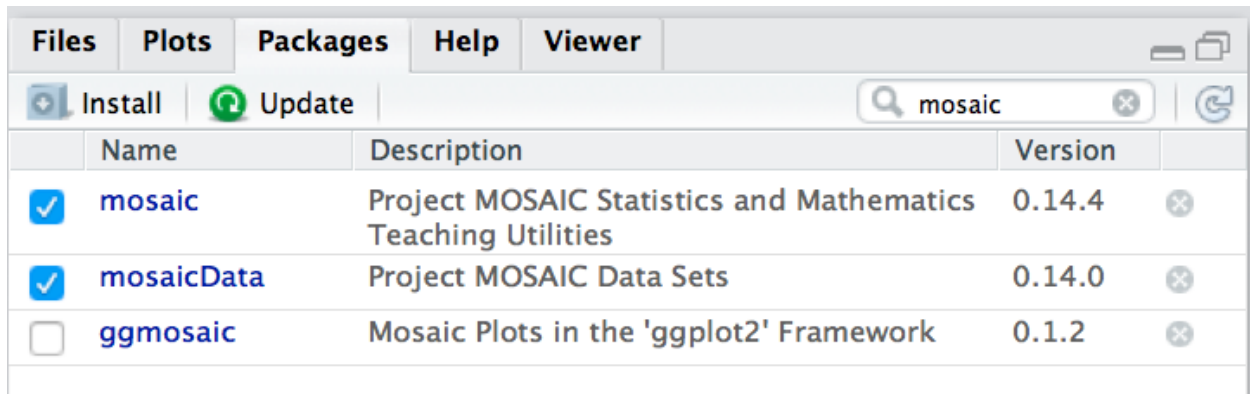 Files Plots Packages Help Viewer
Install Update mosaic
Name Description Version
mosaic Project MOSAIC Statistics and Mathematics 0.14.4
Teaching Utilities
mosaicData Project MOSAIC Data Sets 0.14.0
ggmosaic Mosaic Plots in the 'ggplot2' Framework 0.1.2